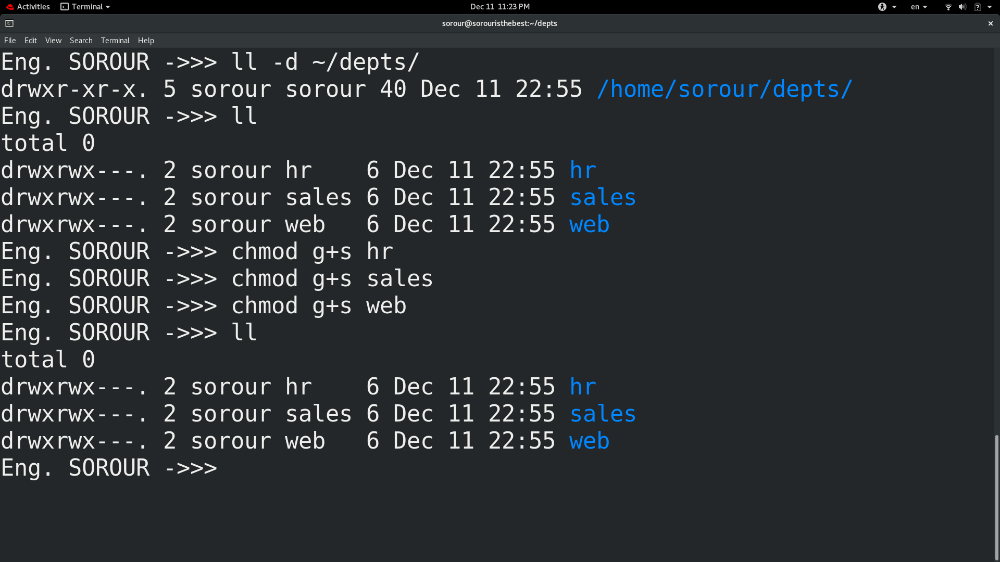 Activities Terminal Dec 11 11:23 PM en
sorour@sorouristhebest:~/depts
File Edit View Search Terminal Help
Eng. SOROUR ->>> ll -d ~/depts/
drwxr-xr-x. 5 sorour sorour 40 Dec 11 22:55 /home/sorour/depts/
Eng. SOROUR ->>> ll
total 0
drwxrwx---. 2 sorour hr    6 Dec 11 22:55 hr
drwxrwx---. 2 sorour sales 6 Dec 11 22:55 sales
drwxrwx---. 2 sorour web   6 Dec 11 22:55 web
Eng. SOROUR ->>> chmod g+s hr
Eng. SOROUR ->>> chmod g+s sales
Eng. SOROUR ->>> chmod g+s web
Eng. SOROUR ->>> ll
total 0
drwxrwx---. 2 sorour hr    6 Dec 11 22:55 hr
drwxrwx---. 2 sorour sales 6 Dec 11 22:55 sales
drwxrwx---. 2 sorour web   6 Dec 11 22:55 web
Eng. SOROUR ->>>